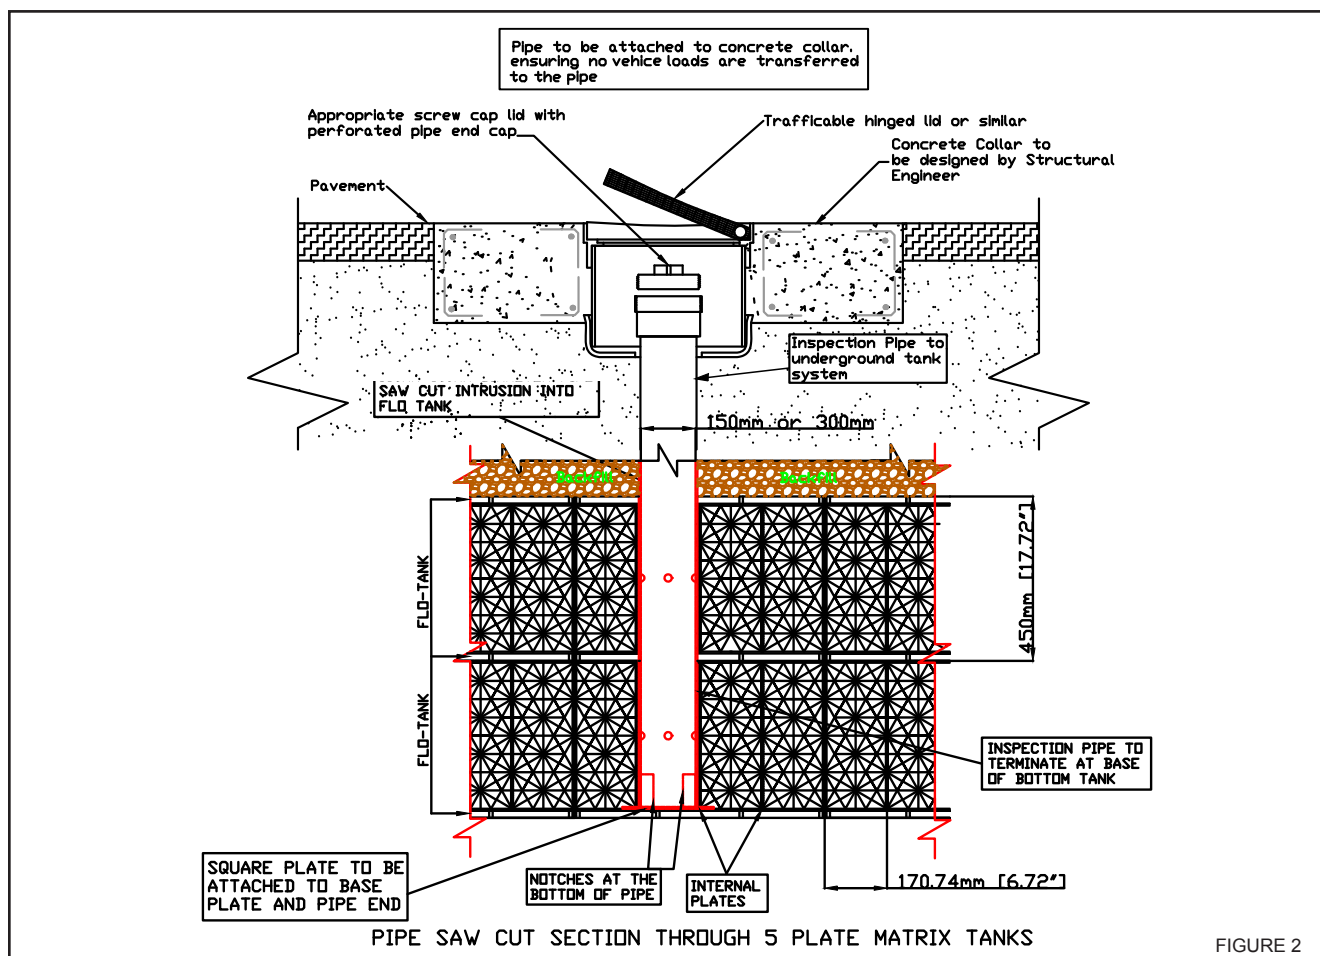 Pipe to be attached to concrete collar.
ensuring no vehice loads are transferred
to the pipe
Appropriate screw cap lid with
perforated pipe end cap
Trafficable hinged lid or similar
Concrete Collar to
be designed by Structural
Engineer
Pavement
Inspection Pipe to
underground tank
system
SAW CUT INTRUSION INTO
FLO TANK
150mm or 300mm
Backfill
Backfill
FLO-TANK
450mm [17.72"]
FLO-TANK
INSPECTION PIPE TO
TERMINATE AT BASE
OF BOTTOM TANK
SQUARE PLATE TO BE
ATTACHED TO BASE
PLATE AND PIPE END
NOTCHES AT THE
BOTTOM OF PIPE
INTERNAL
PLATES
170.74mm [6.72"]
PIPE SAW CUT SECTION THROUGH 5 PLATE MATRIX TANKS
FIGURE 2